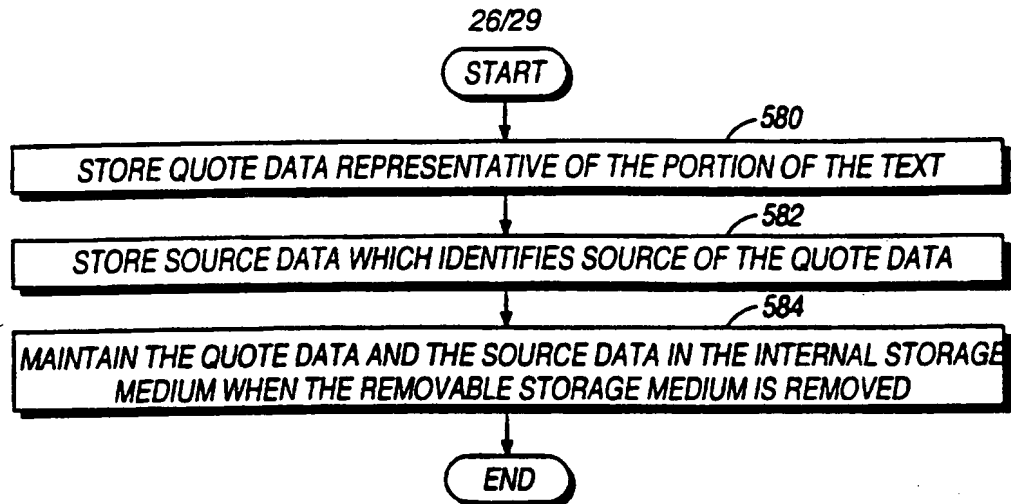 26/29
START
580
STORE QUOTE DATA REPRESENTATIVE OF THE PORTION OF THE TEXT
582
STORE SOURCE DATA WHICH IDENTIFIES SOURCE OF THE QUOTE DATA
584
MAINTAIN THE QUOTE DATA AND THE SOURCE DATA IN THE INTERNAL STORAGE
MEDIUM WHEN THE REMOVABLE STORAGE MEDIUM IS REMOVED
END